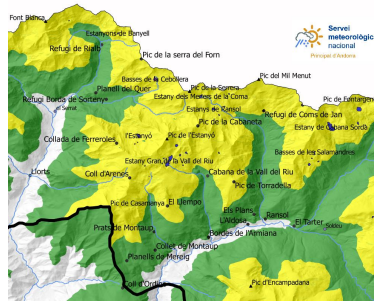 Font Blanca
Servei
meteorològic
nacional
Principat d'Andorra
Estanyons de Banyell
Refugi de Rialb
Pic de la serra del Forn
Basses de la Cebollera
Pic del Mil Menut
Planell del Quer
Pic de la Serrera
Estany dels Meners de la Coma
Refugi Borda de Sorteny
el Serrat
Estanys de Ransol
Refugi de Coms de Jan
Pic de la Cabaneta
Estany de Cabana Sorda
Collada de Ferreroles
l'Estanyó
Pic de l'Estanyó
Basses de les Salamandres
Estany Gran de la Vall del Riu
Llorts
Coll d'Arenes
Cabana de la Vall del Riu
Pic de Torradella
Pic de Casamanya
El Llempo
Els Plans
Ransol
L'Aldosa
El Tarter
Soldeu
Prats de Montaup
Bordes de l'Armiana
Collet de Montaup
Planells de Mereig
Coll d'Ordino
Pic d'Encampadana